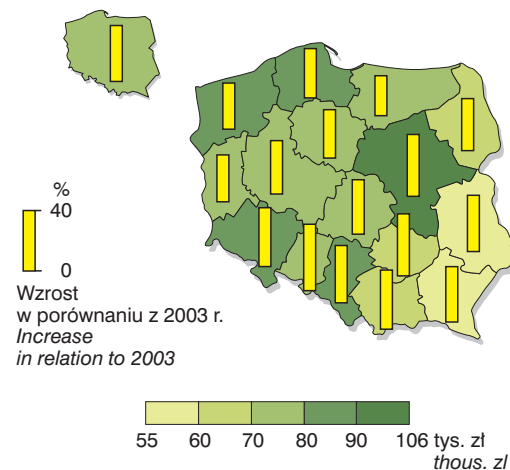 %
40
0
Wzrost
w porównaniu z 2003 r.
Increase
in relation to 2003
55 60 70 80 90 106 tys. zł
thous. zl